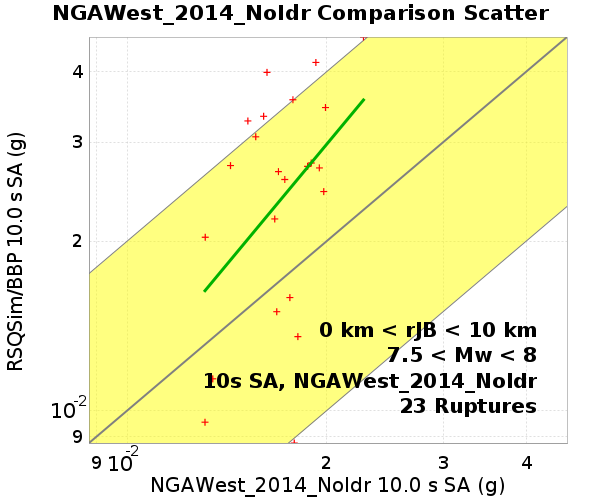 NGAWest_2014_NoIdr Comparison Scatter
RSQSim/BBP 10.0 s SA (g)
4
3
2
10-2
9
0 km < rJB < 10 km
7.5 < Mw < 8
10s SA, NGAWest_2014_NoIdr
23 Ruptures
9 10-2 2 3 4
NGAWest_2014_NoIdr 10.0 s SA (g)